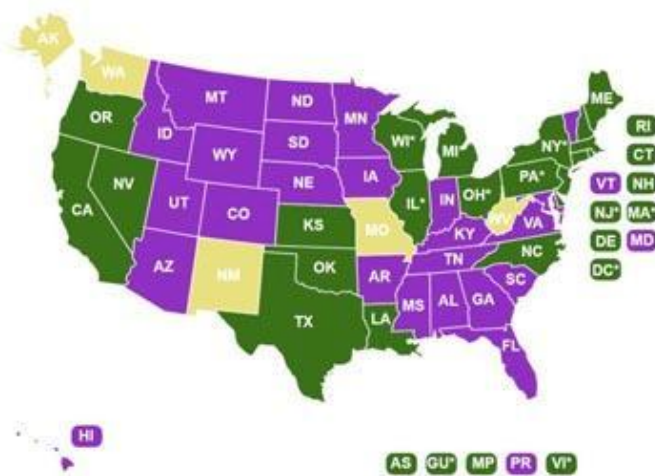 AK
WA
MT
ND
MN
ME
OR
ID
SD
WI*
MI
NY*
RI
WY
CT
IA
PA*
NE
NV
IL*
IN
OH*
VT NH
UT
CO
CA
KS
MO
WV
VA
NJ* MA*
KY
DE MD
AZ
NM
OK
AR
TN
NC
DC*
SC
MS
AL
GA
TX
LA
FL
HI
AS GU* MP PR VI*